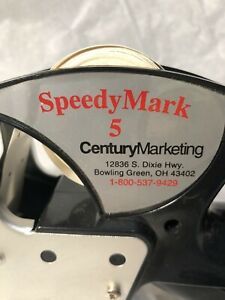 SpeedyMark
5
CenturyMarketing
12836 S. Dixie Hwy.
Bowling Green, OH 43402
1-800-537-9429